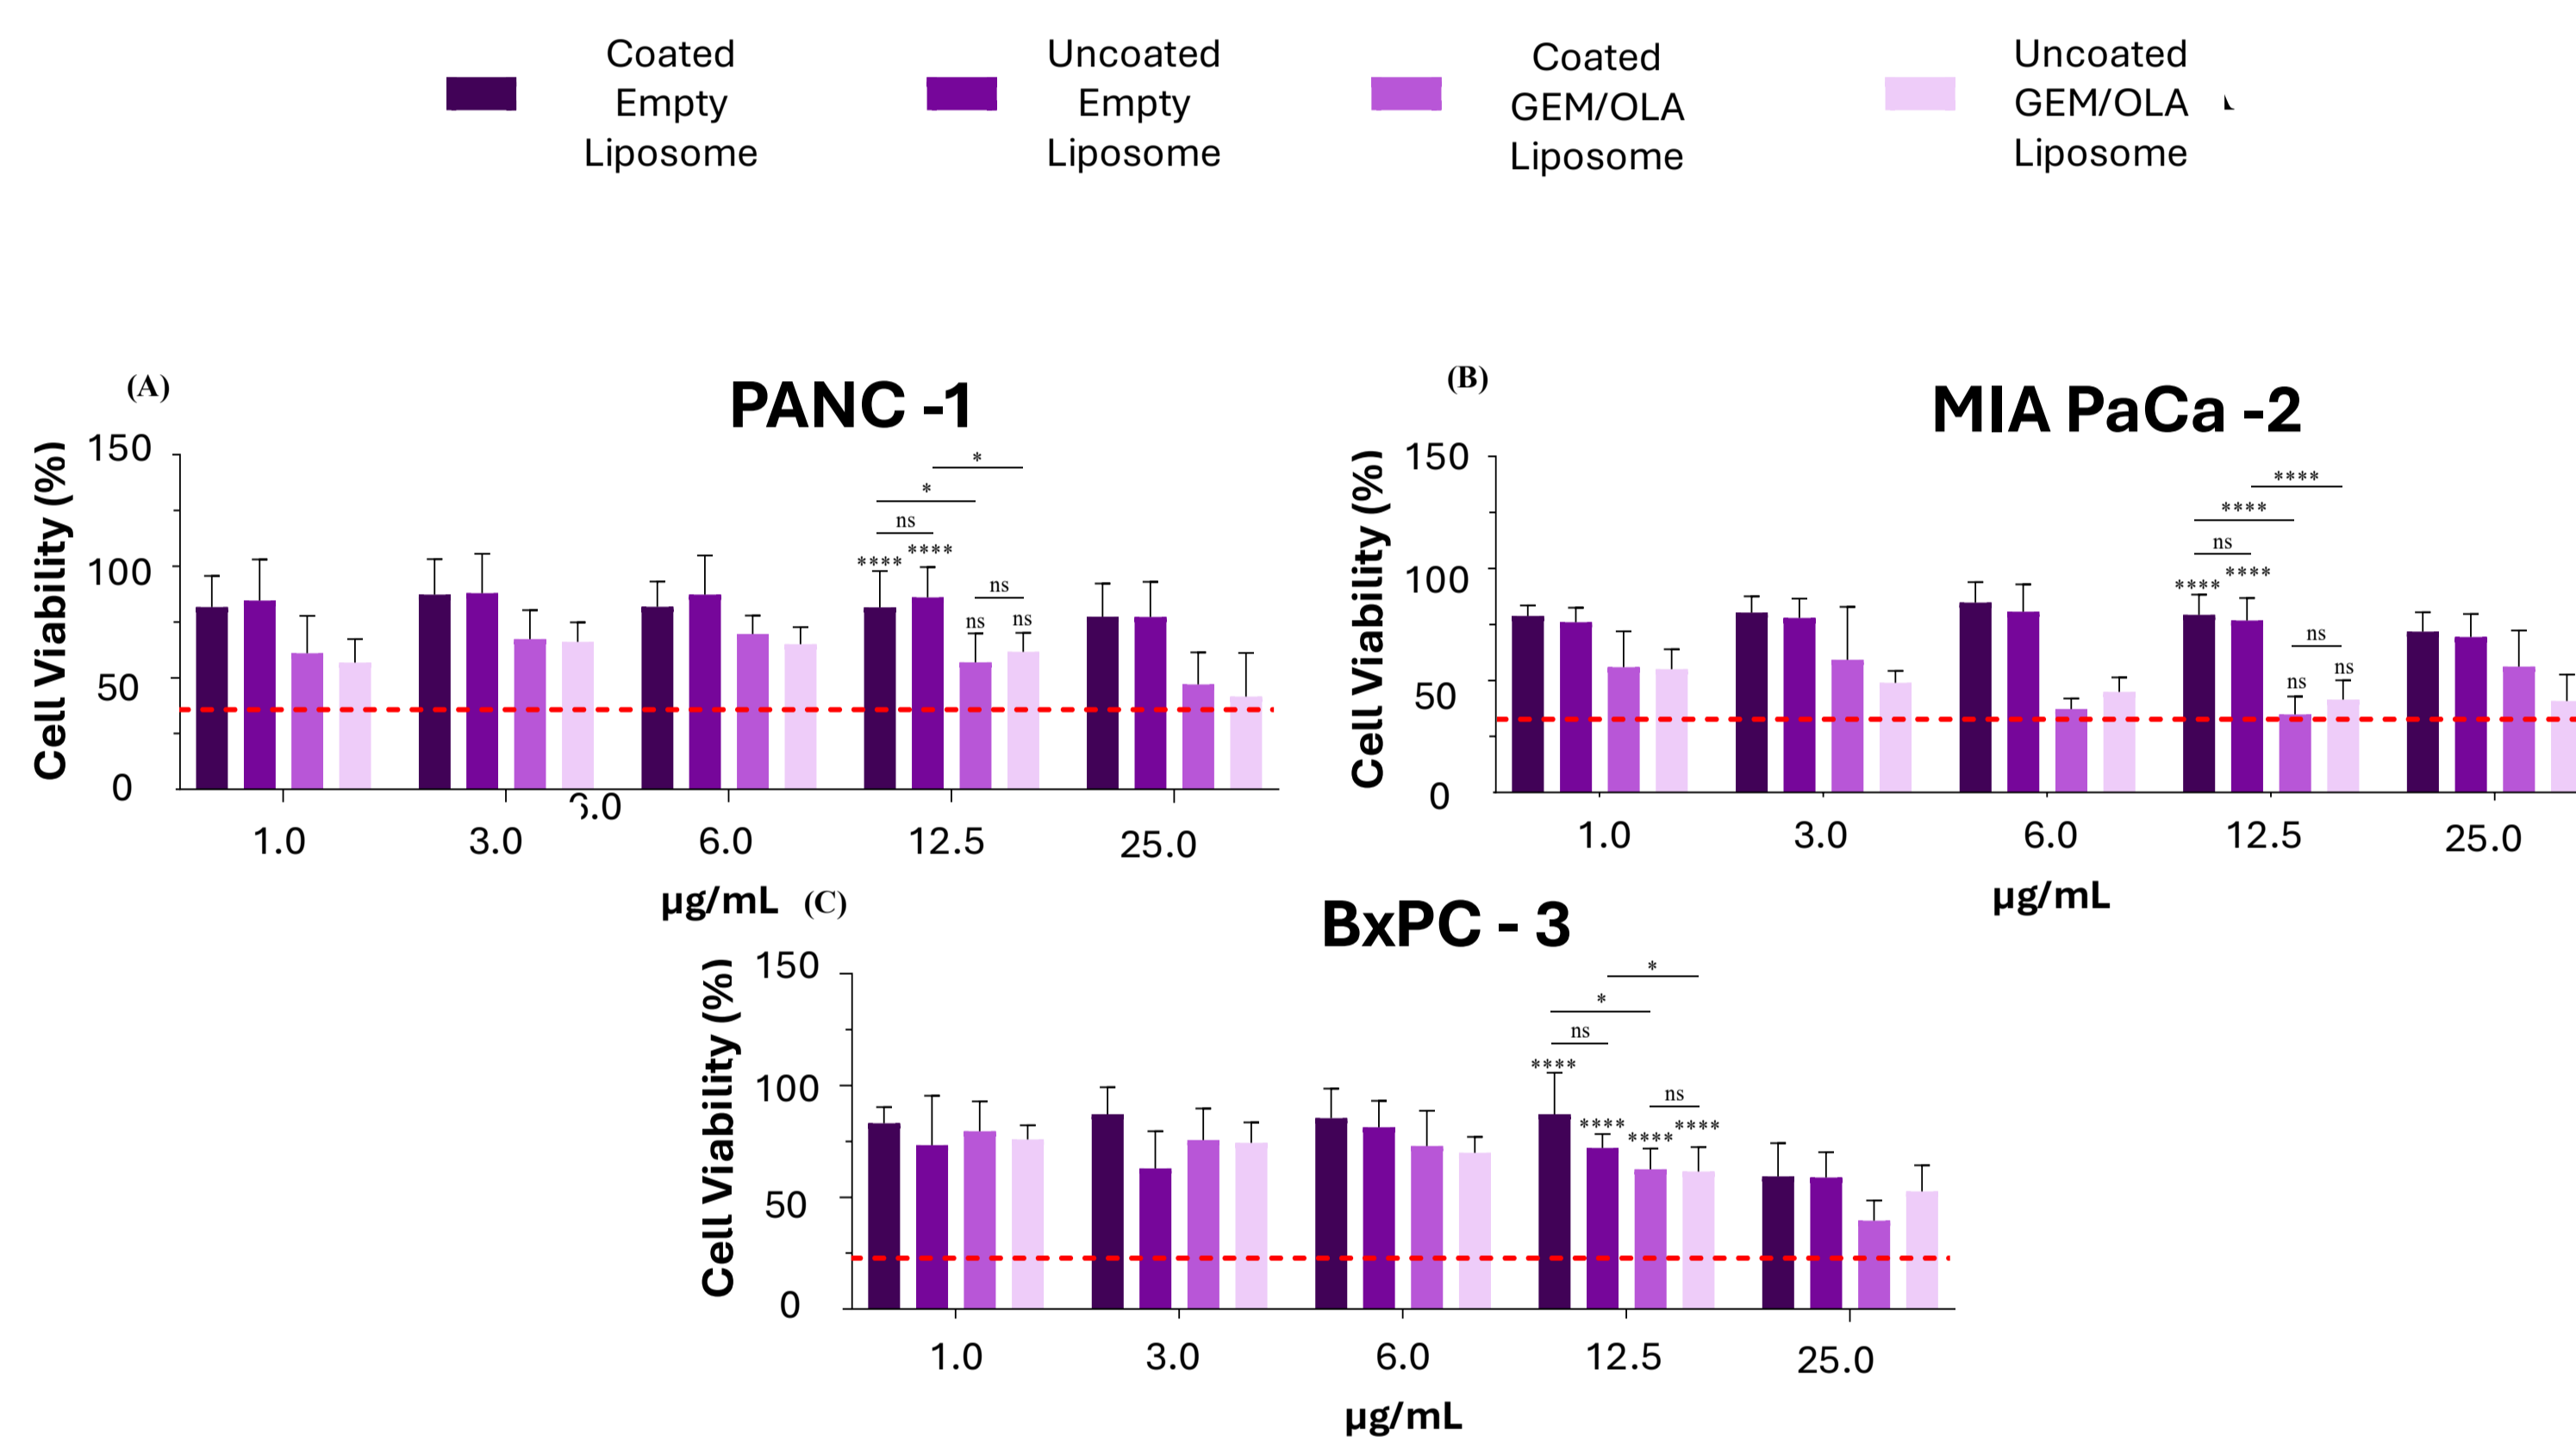 Coated
Empty
Liposome
Uncoated
Empty
Liposome
Coated
GEM/OLA
Liposome
Uncoated
GEM/OLA
Liposome
(A)
PANC -1
Cell Viability (%)
150
100
50
0
*
*
ns
**** ****
ns
ns ns
1.0 3.0 6.0 12.5 25.0
µg/mL
(B)
MIA PaCa -2
Cell Viability (%)
150
100
50
0
****
****
ns
**** ****
ns
ns ns
1.0 3.0 6.0 12.5 25.0
µg/mL
(C)
BxPC - 3
Cell Viability (%)
150
100
50
0
*
*
ns
****
ns
**** **** ****
1.0 3.0 6.0 12.5 25.0
µg/mL